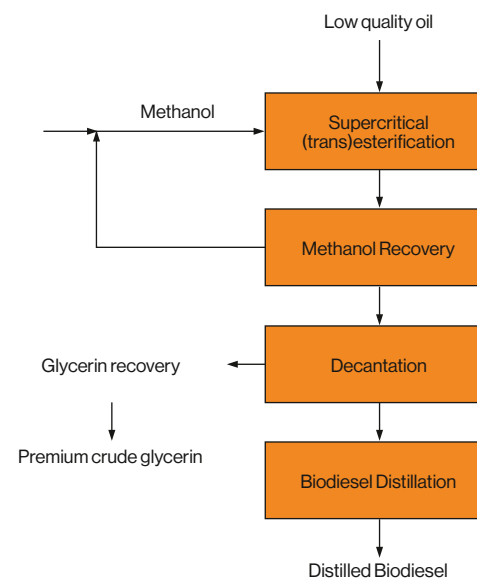 Low quality oil
Methanol
Supercritical
(trans)esterification
Methanol Recovery
Glycerin recovery
Decantation
Premium crude glycerin
Biodiesel Distillation
Distilled Biodiesel